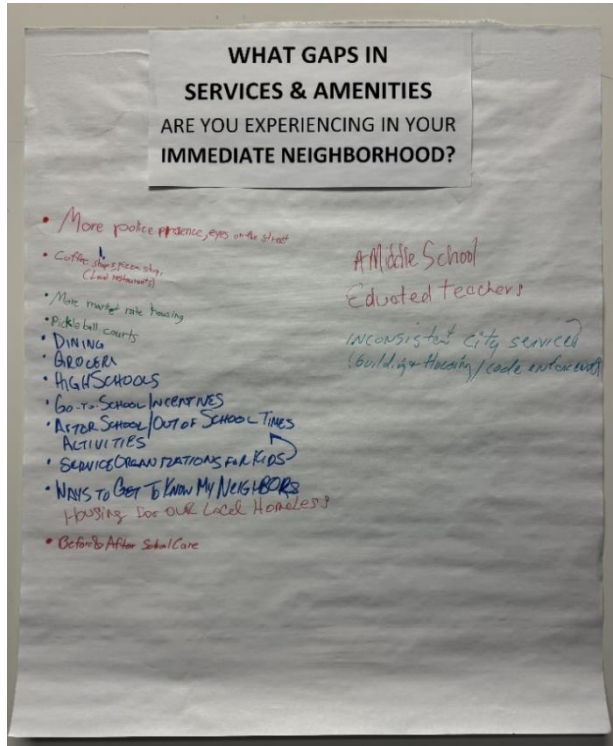 WHAT GAPS IN
SERVICES & AMENITIES
ARE YOU EXPERIENCING IN YOUR
IMMEDIATE NEIGHBORHOOD?
• More police presence, eyes on the street
• Coffee shops, pizza shop,
(Local restaurants)
• More market rate housing
• Pickleball courts
• DINING
• GROCERY
• HIGH SCHOOLS
• GO-TO-SCHOOL INCENTIVES
• AFTER SCHOOL/OUT OF SCHOOL TIMES
ACTIVITIES
• SERVICE ORGANIZATIONS FOR KIDS
• WAYS TO GET TO KNOW MY NEIGHBORS
HOUSING FOR OUR Local Homeless
• Before & After School Care
A Middle School
Educated teachers
INCONSISTENT city services
(Building + Housing / code enforcement)